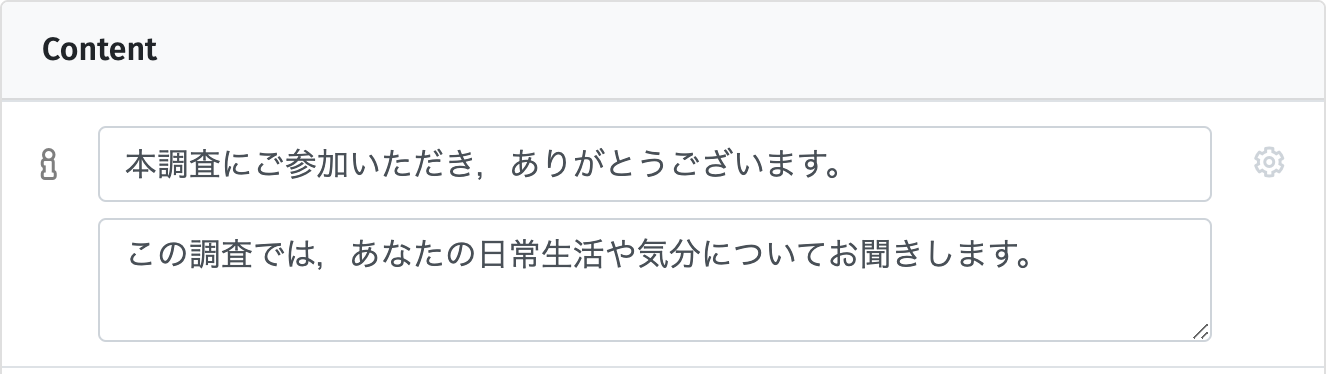 Content
本調査にご参加いただき，ありがとうございます。
この調査では，あなたの日常生活や気分についてお聞きします。